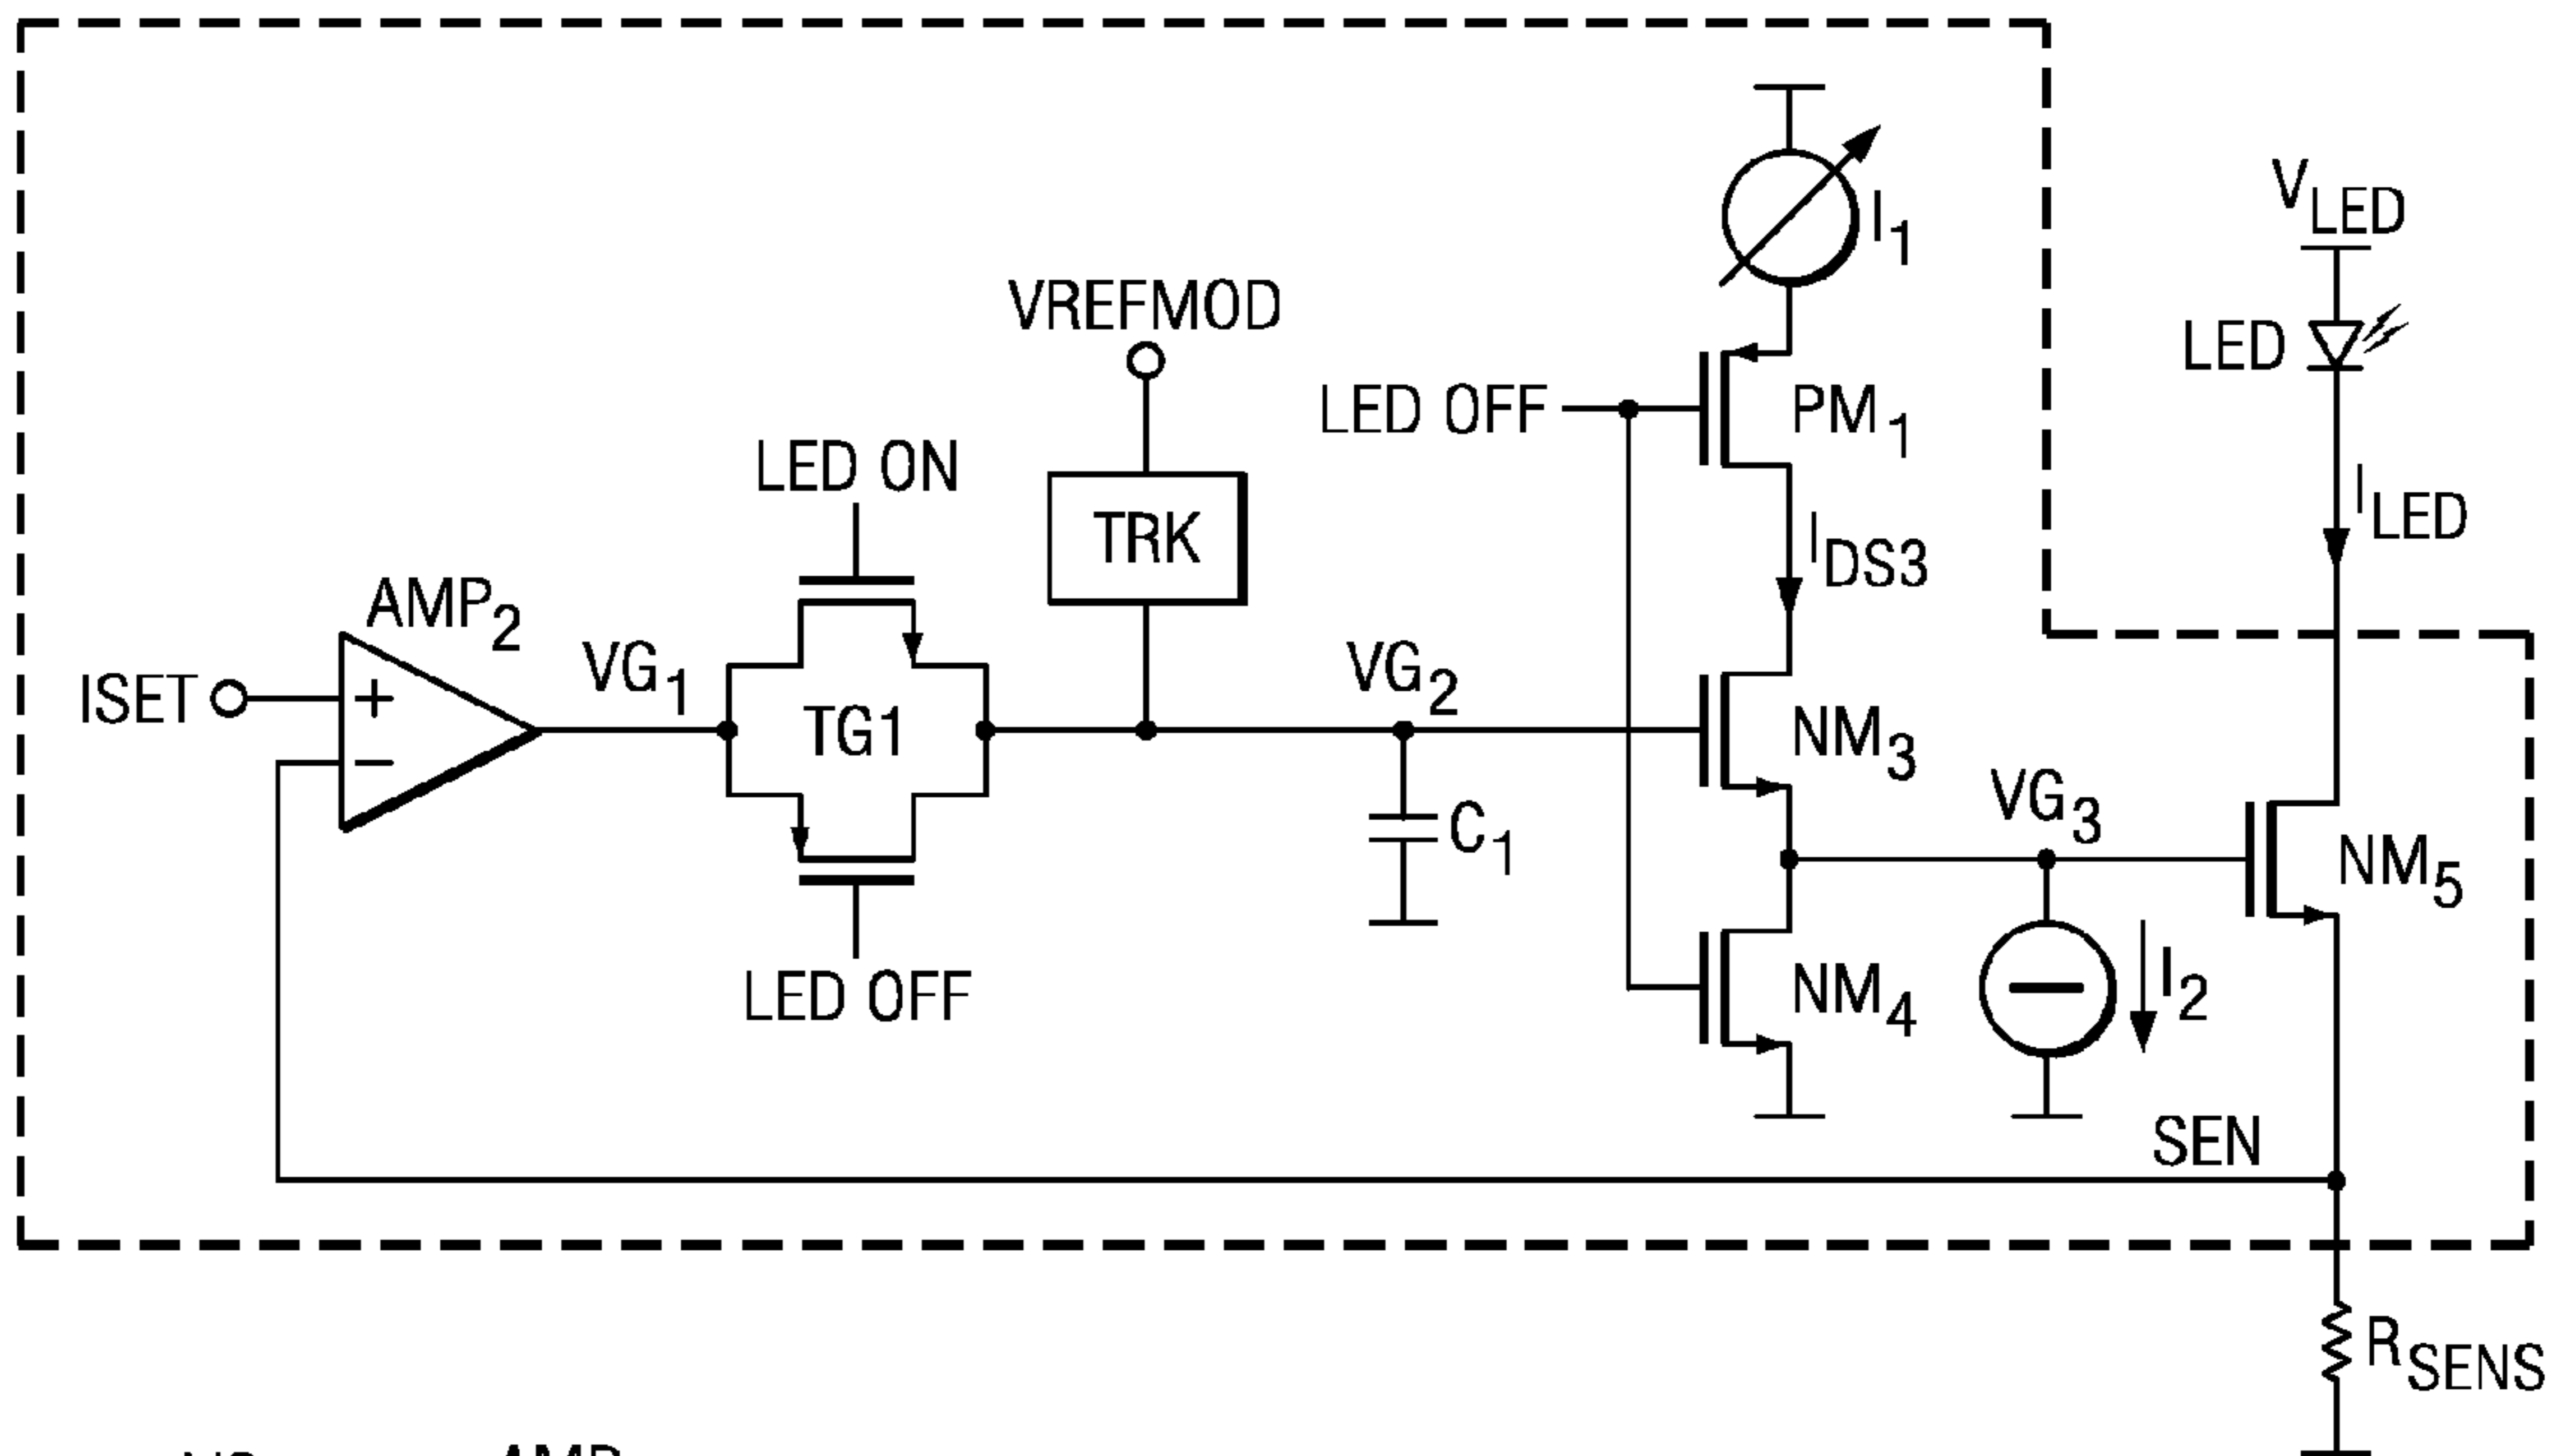 I1
VLED
VREFMOD
LED
LED OFF
PM1
LED ON
ILED
TRK
IDS3
AMP2
VG1
VG2
ISET
+
TG1
NM3
VG3
−
C1
NM5
LED OFF
NM4
I2
SEN
RSENS